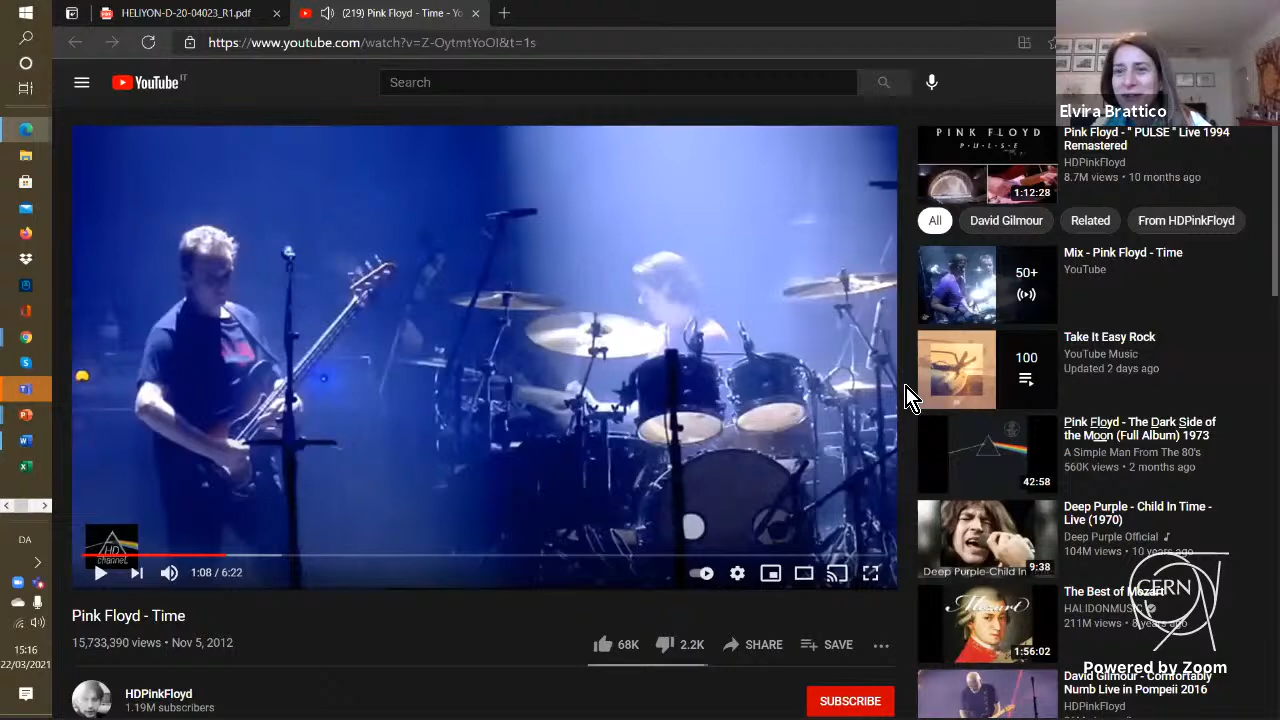 HELIYON-D-20-04023_R1.pdf
(219) Pink Floyd - Time - Yo
https://www.youtube.com/watch?v=Z-OytmtYoOI&t=1s
YouTube IT
Search
Elvira Brattico
PINK FLOYD
P·U·L·S·E
1:12:28
Pink Floyd - " PULSE " Live 1994
Remastered
HDPinkFloyd
8.7M views • 10 months ago
All
David Gilmour
Related
From HDPinkFloyd
50+
Mix - Pink Floyd - Time
YouTube
100
Take It Easy Rock
YouTube Music
Updated 2 days ago
42:58
Pink Floyd - The Dark Side of
the Moon (Full Album) 1973
A Simple Man From The 80's
560K views • 2 months ago
Deep Purple-Child In
9:38
Deep Purple - Child In Time -
Live (1970)
Deep Purple Official
104M views • 10 years ago
Mozart
1:56:02
The Best of Mozart
HALIDONMUSIC
211M views • 8 years ago
David Gilmour - Comfortably
Numb Live in Pompeii 2016
HDPinkFloyd
CERN
Powered by Zoom
HD
channel
1:08 / 6:22
Pink Floyd - Time
15,733,390 views • Nov 5, 2012
68K
2.2K
SHARE
SAVE
HDPinkFloyd
1.19M subscribers
SUBSCRIBE
DA
15:16
22/03/2021